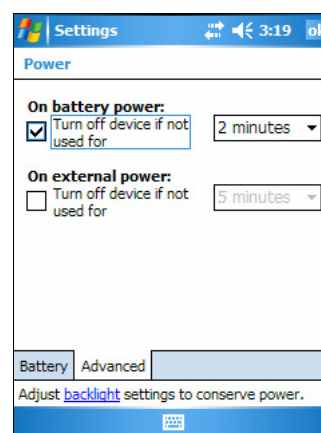 Settings 3:19 ok
Power
On battery power:
Turn off device if not
used for
2 minutes
On external power:
Turn off device if not
used for
5 minutes
Battery Advanced
Adjust backlight settings to conserve power.